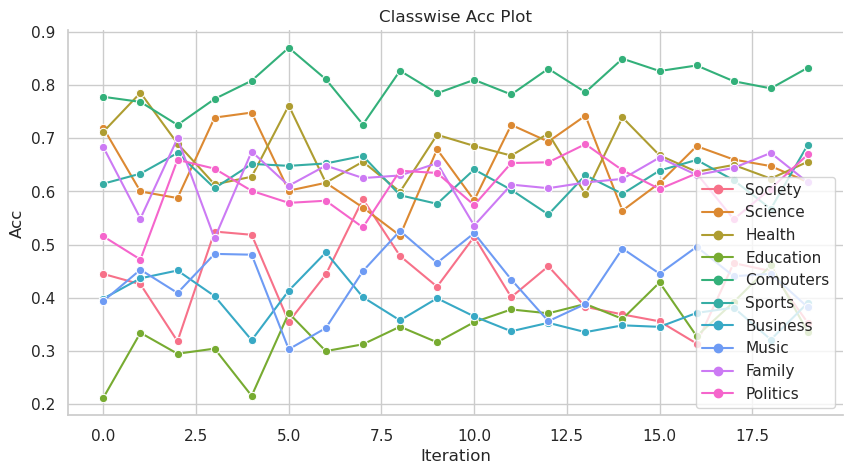 Classwise Acc Plot
0.9
0.8
0.7
0.6
0.5
0.4
0.3
0.2
Acc
0.0 2.5 5.0 7.5 10.0 12.5 15.0 17.5
Iteration
Society
Science
Health
Education
Computers
Sports
Business
Music
Family
Politics